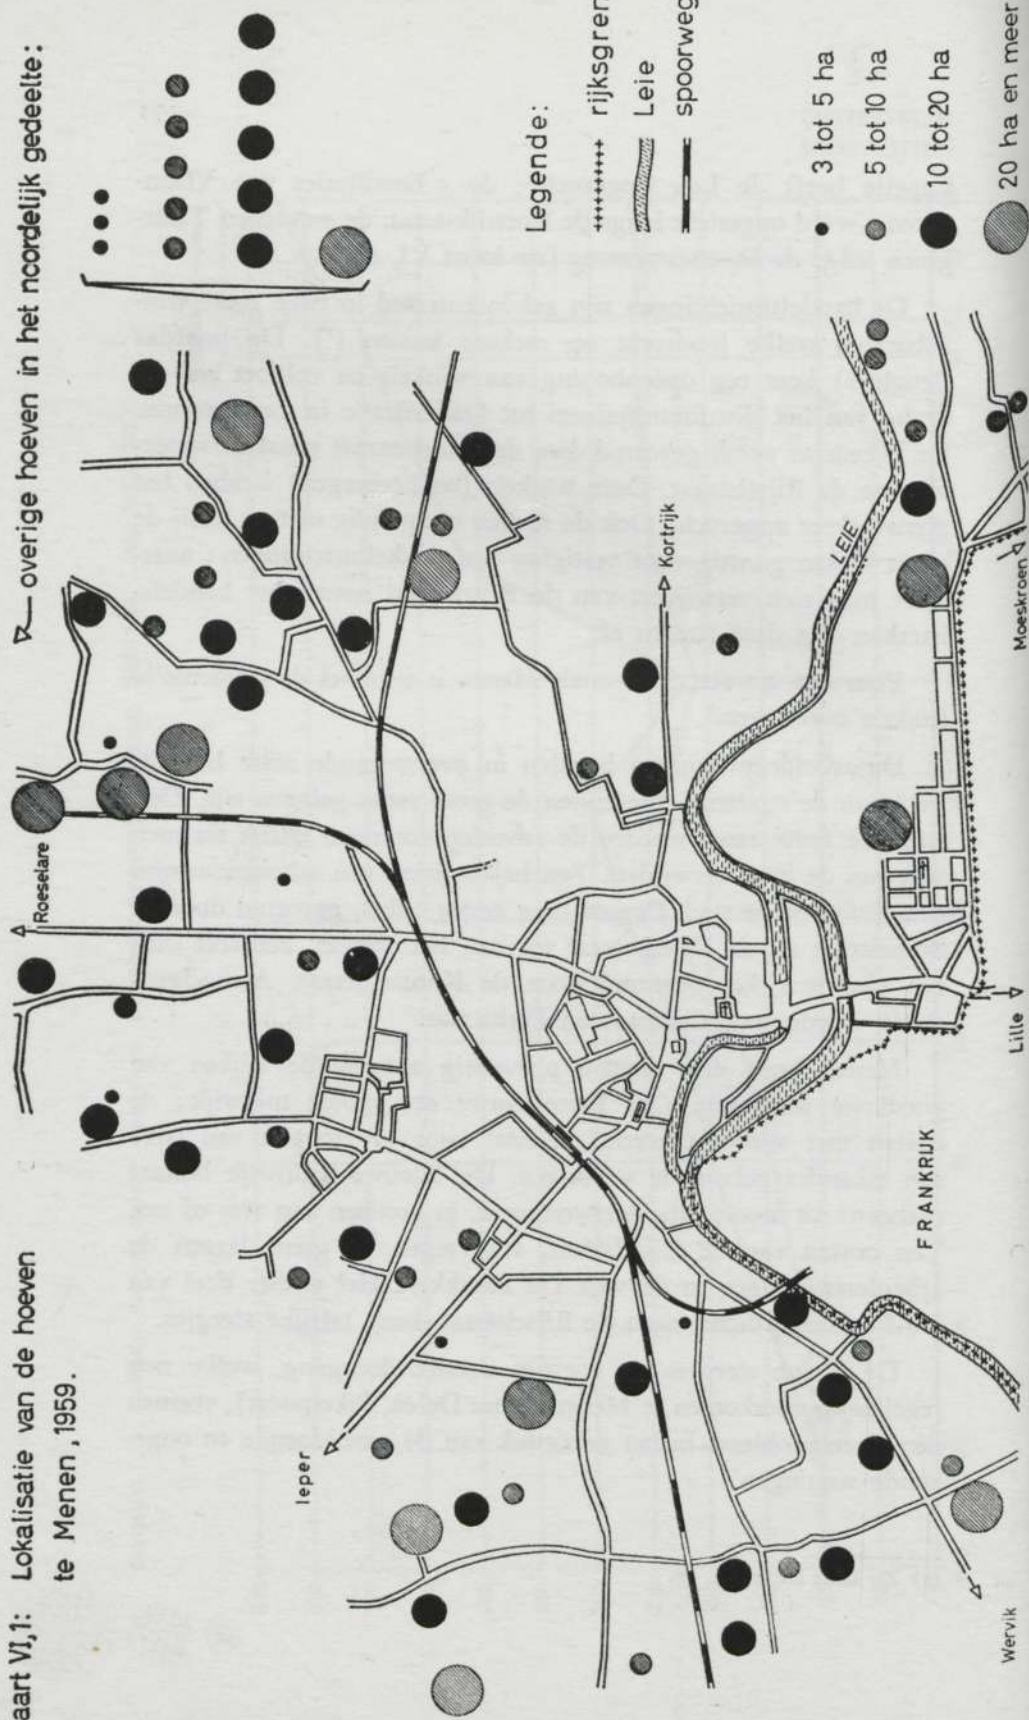 aart VI,1: Lokalisatie van de hoeven
te Menen, 1959.
overige hoeven in het noordelijk gedeelte:
Roeselare
Ieper
Kortrijk
LEIE
FRANKRIJK
Wervik
Lille
Moeskroen
Legende:
rijksgren
Leie
spoorweg
3 tot 5 ha
5 tot 10 ha
10 tot 20 ha
20 ha en meer